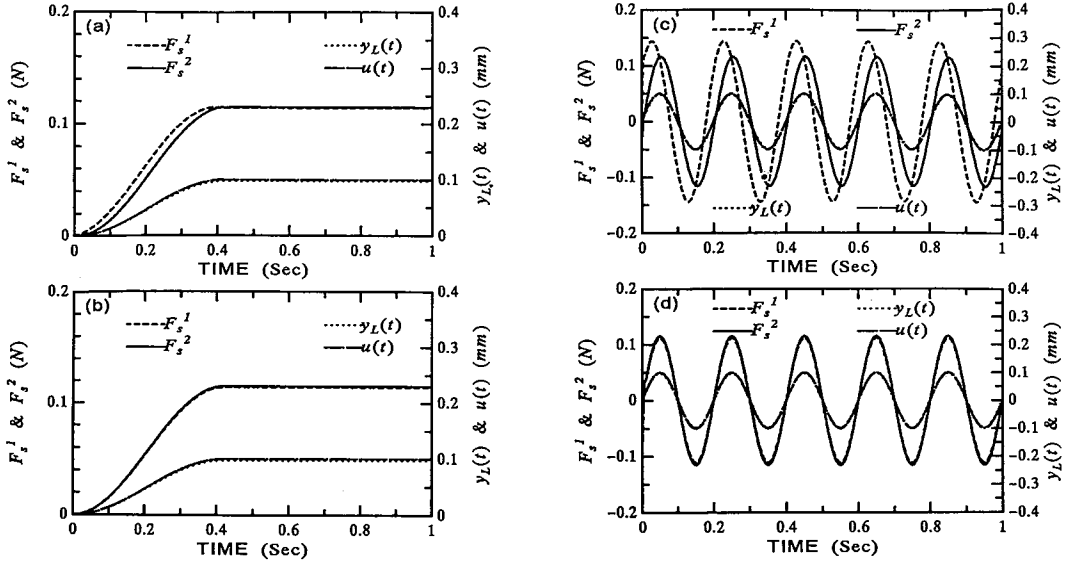 (a)
0.2
0.1
0
F_s^1 & F_s^2 (N)
F_s^1
F_s^2
y_L(t)
u(t)
0.4
0.3
0.2
0.1
0
y_L(t) & u(t) (mm)
0 0.2 0.4 0.6 0.8 1
TIME (Sec)
(b)
0.2
0.1
0
F_s^1 & F_s^2 (N)
F_s^1
F_s^2
y_L(t)
u(t)
0.4
0.3
0.2
0.1
0
y_L(t) & u(t) (mm)
0 0.2 0.4 0.6 0.8 1
TIME (Sec)
(c)
0.2
0.1
0
−0.1
−0.2
F_s^1 & F_s^2 (N)
F_s^1
F_s^2
y_L(t)
u(t)
0.4
0.3
0.2
0.1
0
−0.1
−0.2
−0.3
−0.4
y_L(t) & u(t) (mm)
0 0.2 0.4 0.6 0.8 1
TIME (Sec)
(d)
0.2
0.1
0
−0.1
−0.2
F_s^1 & F_s^2 (N)
F_s^1
F_s^2
y_L(t)
u(t)
0.4
0.3
0.2
0.1
0
−0.1
−0.2
−0.3
−0.4
y_L(t) & u(t) (mm)
0 0.2 0.4 0.6 0.8 1
TIME (Sec)